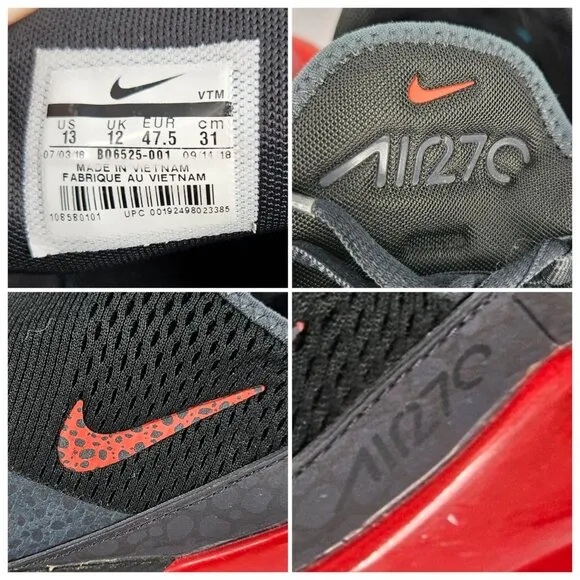 VTM
US UK EUR cm
13 12 47.5 31
07/03/18 BQ6525-001 09/14/18
MADE IN VIETNAM
FABRIQUE AU VIETNAM
108580101 UPC 00192498023385
AIR27C
AIR27C